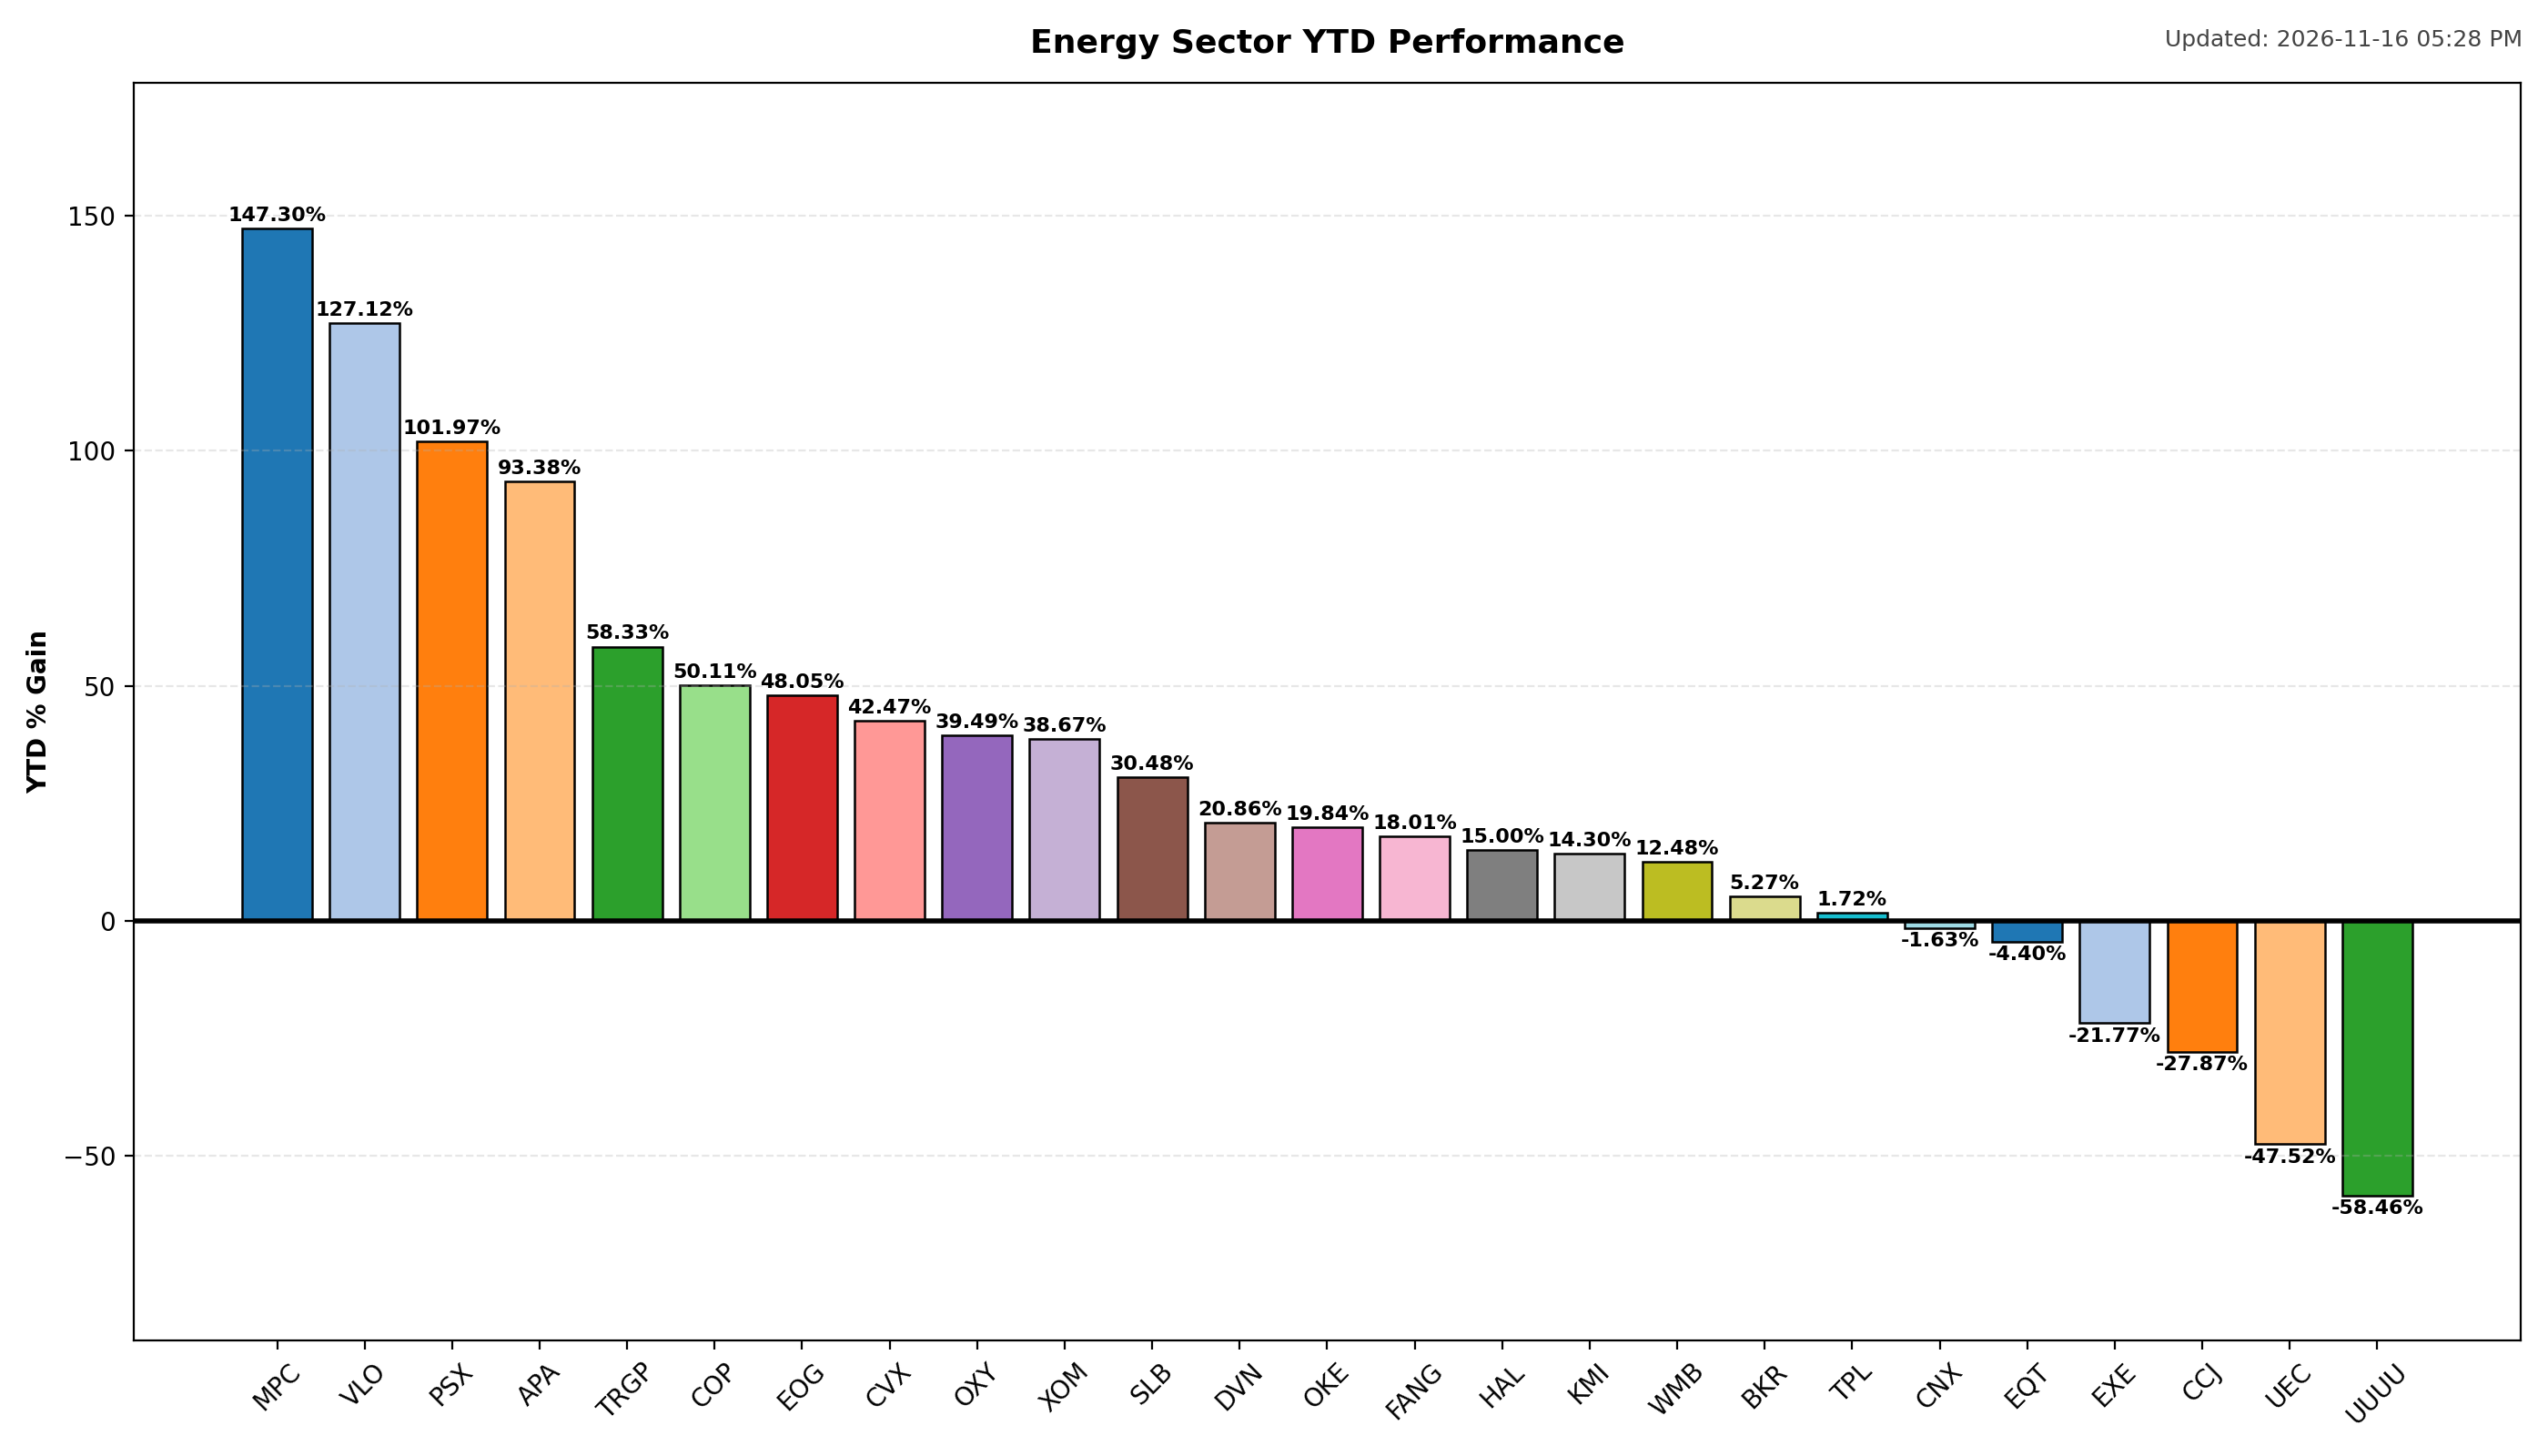 Energy Sector YTD Performance
Updated: 2026-11-16 05:28 PM
YTD % Gain
150
100
50
0
−50
147.30%
127.12%
101.97%
93.38%
58.33%
50.11%
48.05%
42.47%
39.49%
38.67%
30.48%
20.86%
19.84%
18.01%
15.00%
14.30%
12.48%
5.27%
1.72%
-1.63%
-4.40%
-21.77%
-27.87%
-47.52%
-58.46%
MPC
VLO
PSX
APA
TRGP
COP
EOG
CVX
OXY
XOM
SLB
DVN
OKE
FANG
HAL
KMI
WMB
BKR
TPL
CNX
EQT
EXE
CCJ
UEC
UUUU